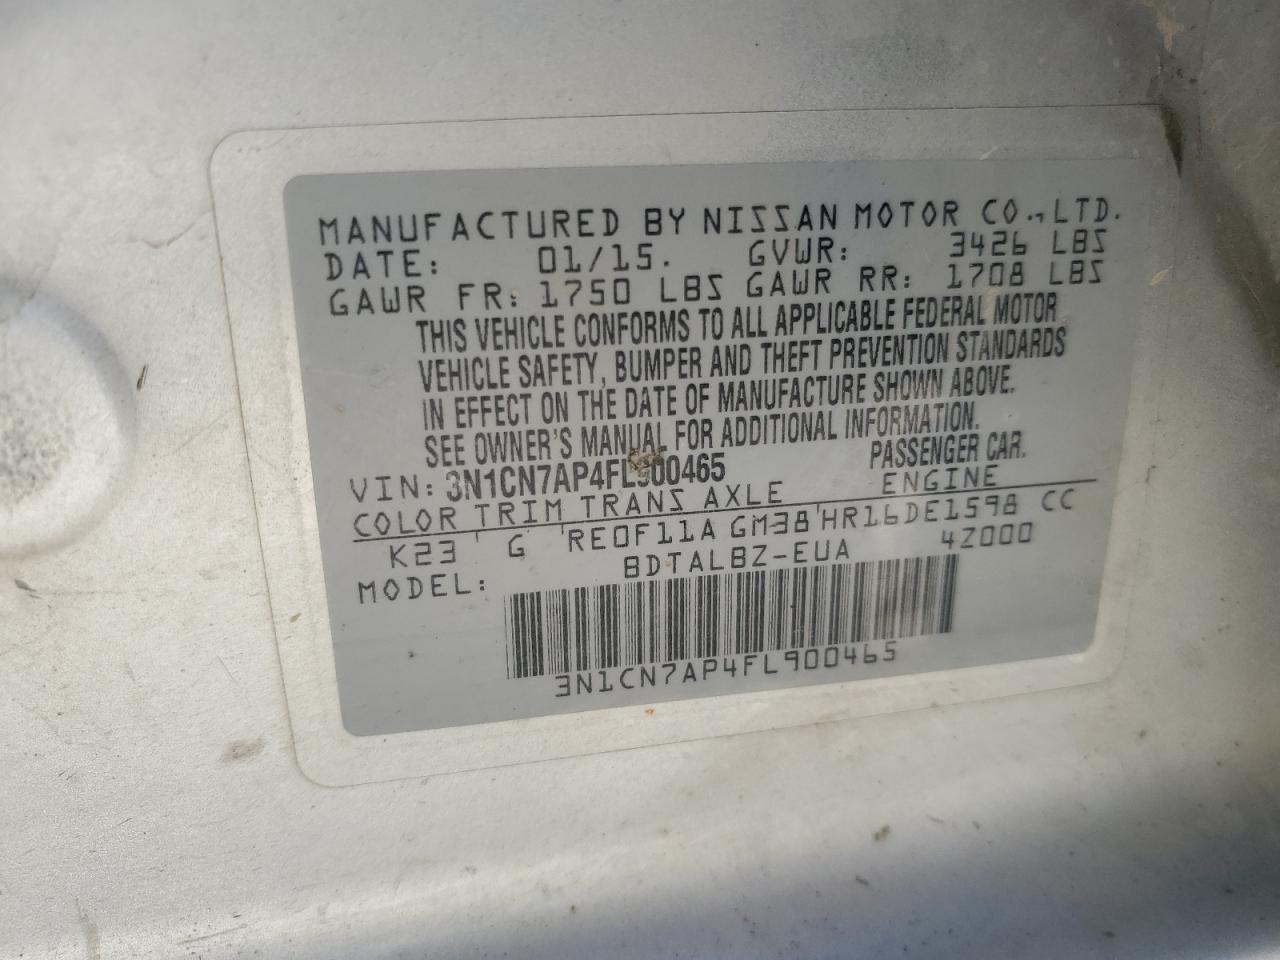 MANUFACTURED BY NISSAN MOTOR CO., LTD.
DATE: 01/15. GVWR: 3426 LBS
GAWR FR: 1750 LBS GAWR RR: 1708 LBS
THIS VEHICLE CONFORMS TO ALL APPLICABLE FEDERAL MOTOR
VEHICLE SAFETY, BUMPER AND THEFT PREVENTION STANDARDS
IN EFFECT ON THE DATE OF MANUFACTURE SHOWN ABOVE.
SEE OWNER'S MANUAL FOR ADDITIONAL INFORMATION.
VIN: 3N1CN7AP4FL900465 PASSENGER CAR.
COLOR TRIM TRANS AXLE ENGINE
K23 G RE0F11A GM38 HR16DE1598 CC
MODEL: BDTALBZ-EUA 4Z000
3N1CN7AP4FL900465